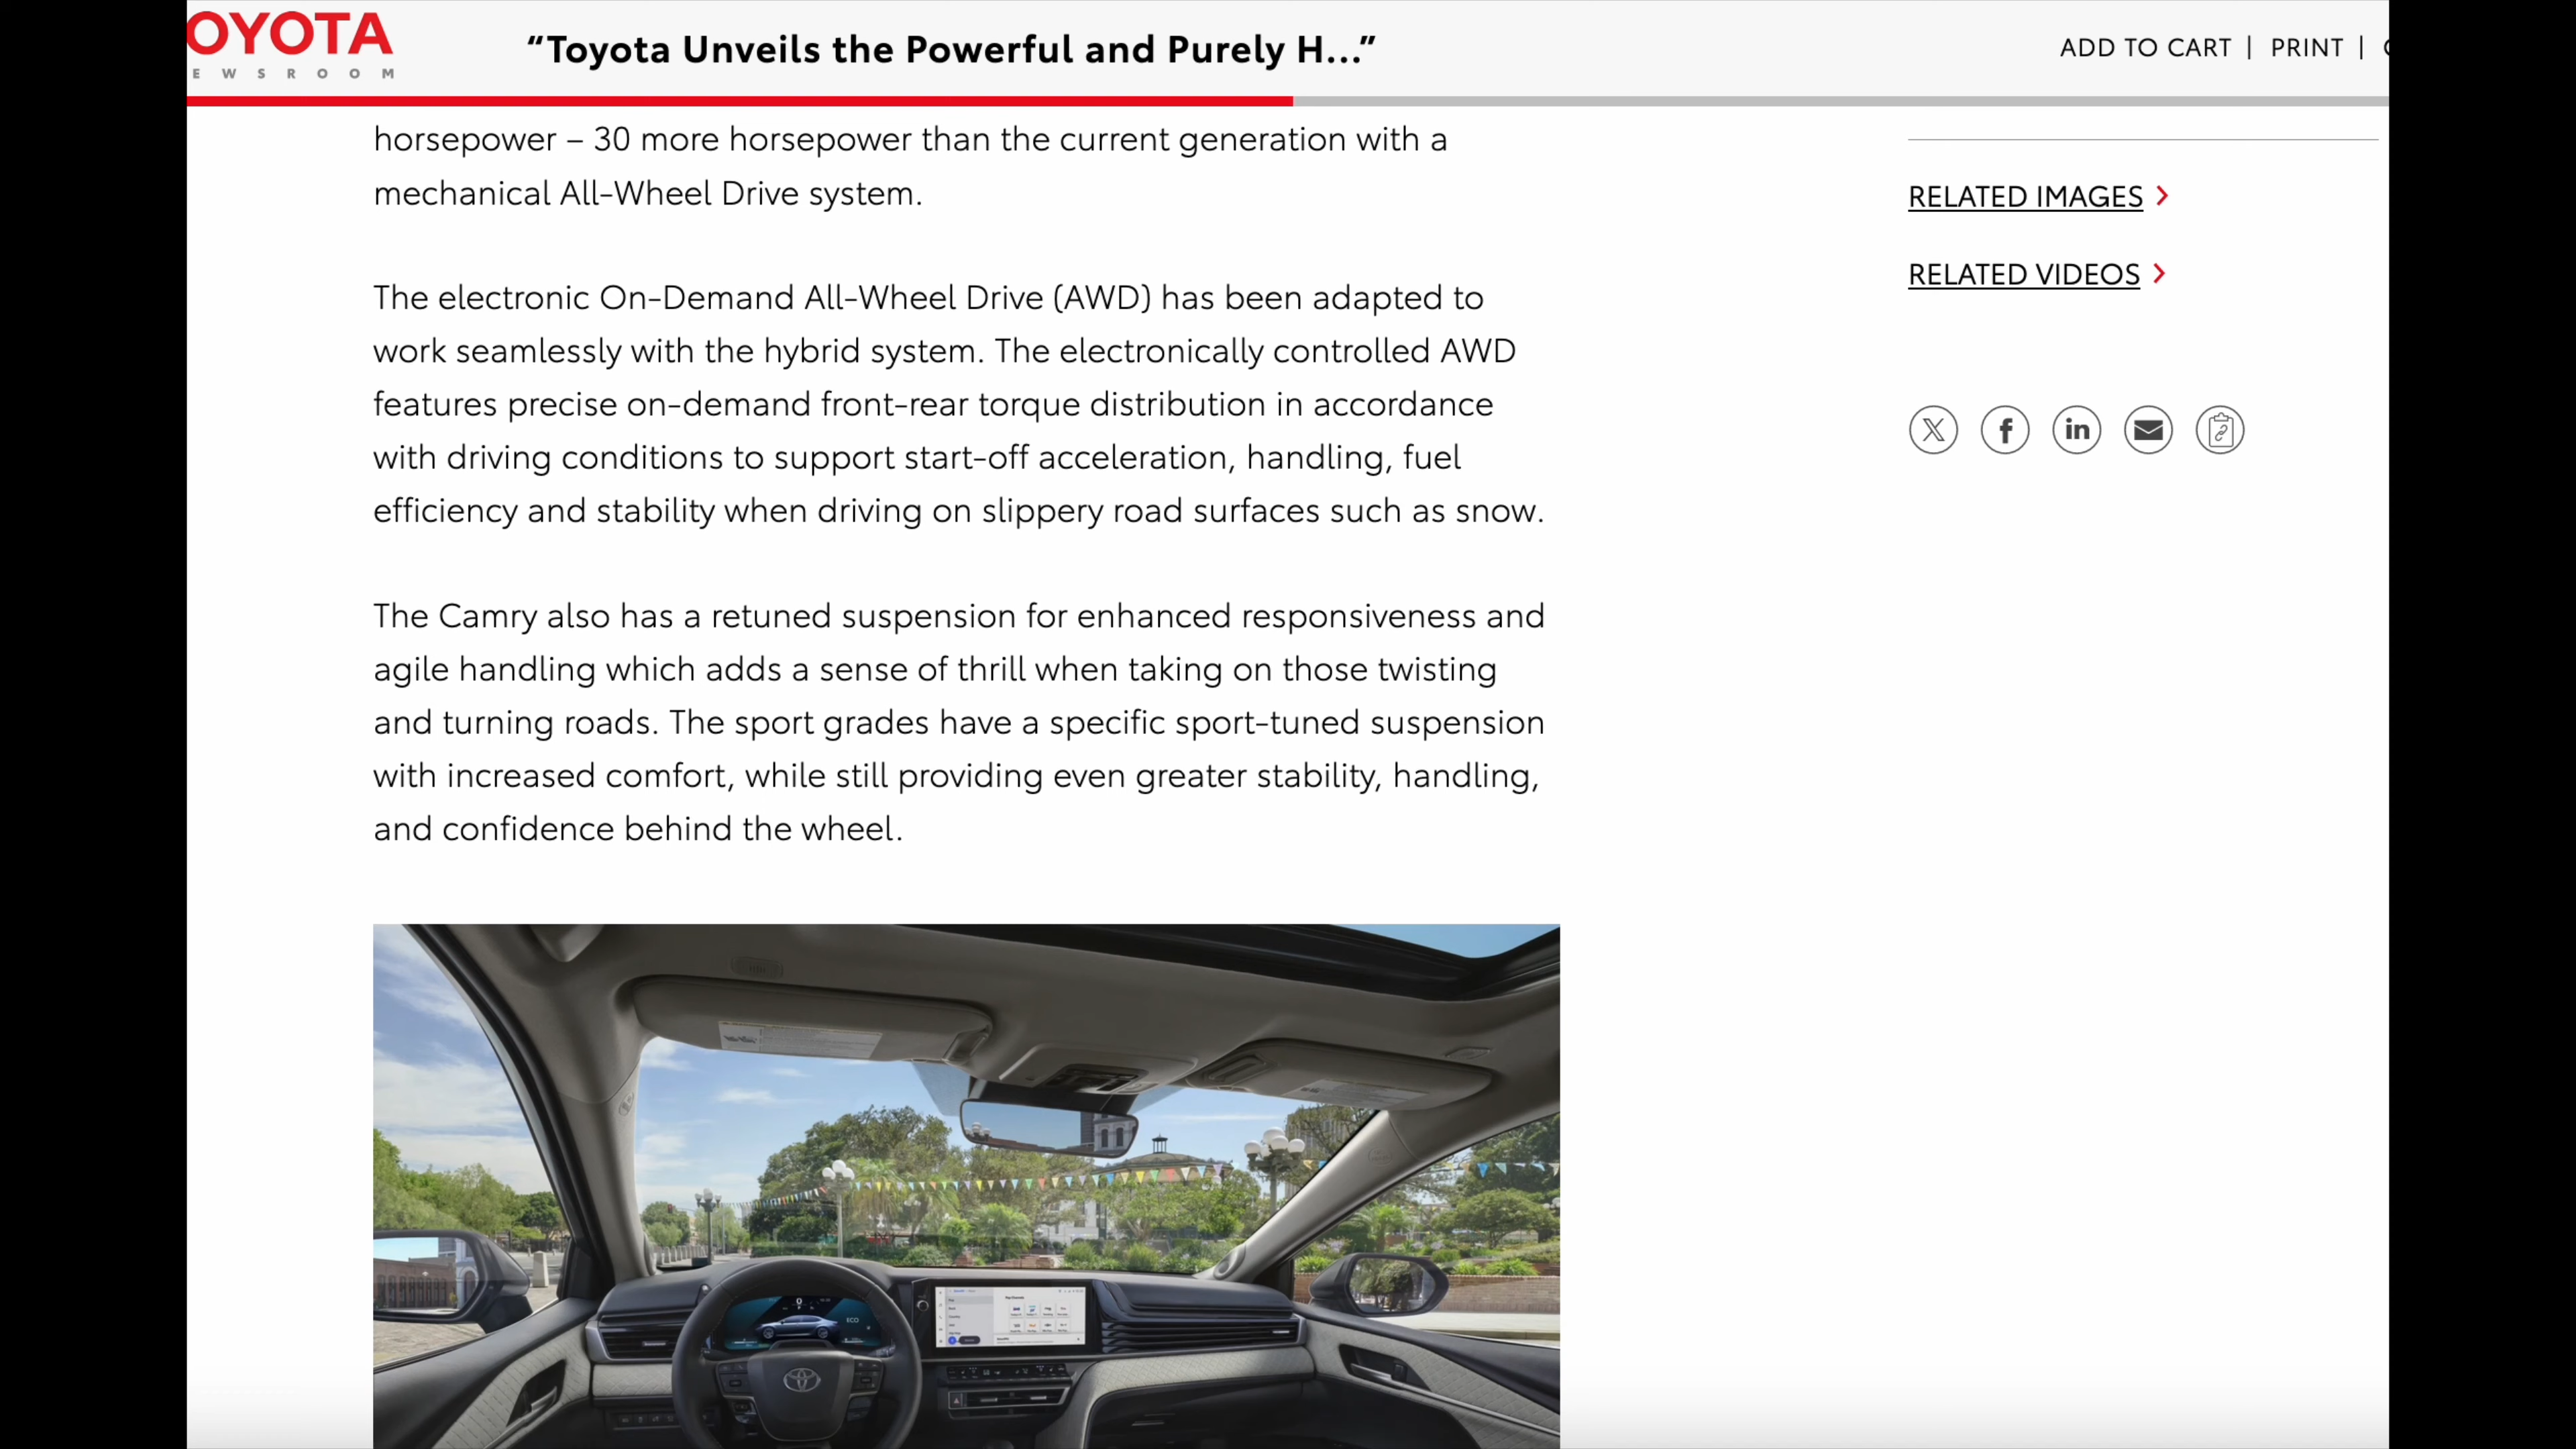 OYOTA
EWSROOM
“Toyota Unveils the Powerful and Purely H...”
ADD TO CART | PRINT |
horsepower – 30 more horsepower than the current generation with a
mechanical All-Wheel Drive system.
The electronic On-Demand All-Wheel Drive (AWD) has been adapted to
work seamlessly with the hybrid system. The electronically controlled AWD
features precise on-demand front-rear torque distribution in accordance
with driving conditions to support start-off acceleration, handling, fuel
efficiency and stability when driving on slippery road surfaces such as snow.
The Camry also has a retuned suspension for enhanced responsiveness and
agile handling which adds a sense of thrill when taking on those twisting
and turning roads. The sport grades have a specific sport-tuned suspension
with increased comfort, while still providing even greater stability, handling,
and confidence behind the wheel.
RELATED IMAGES
RELATED VIDEOS
ECO